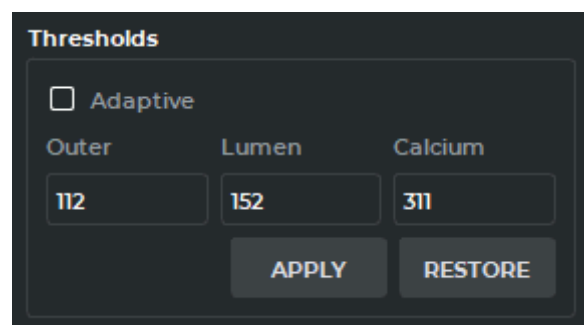 Thresholds
Adaptive
Outer Lumen Calcium
112 152 311
APPLY RESTORE